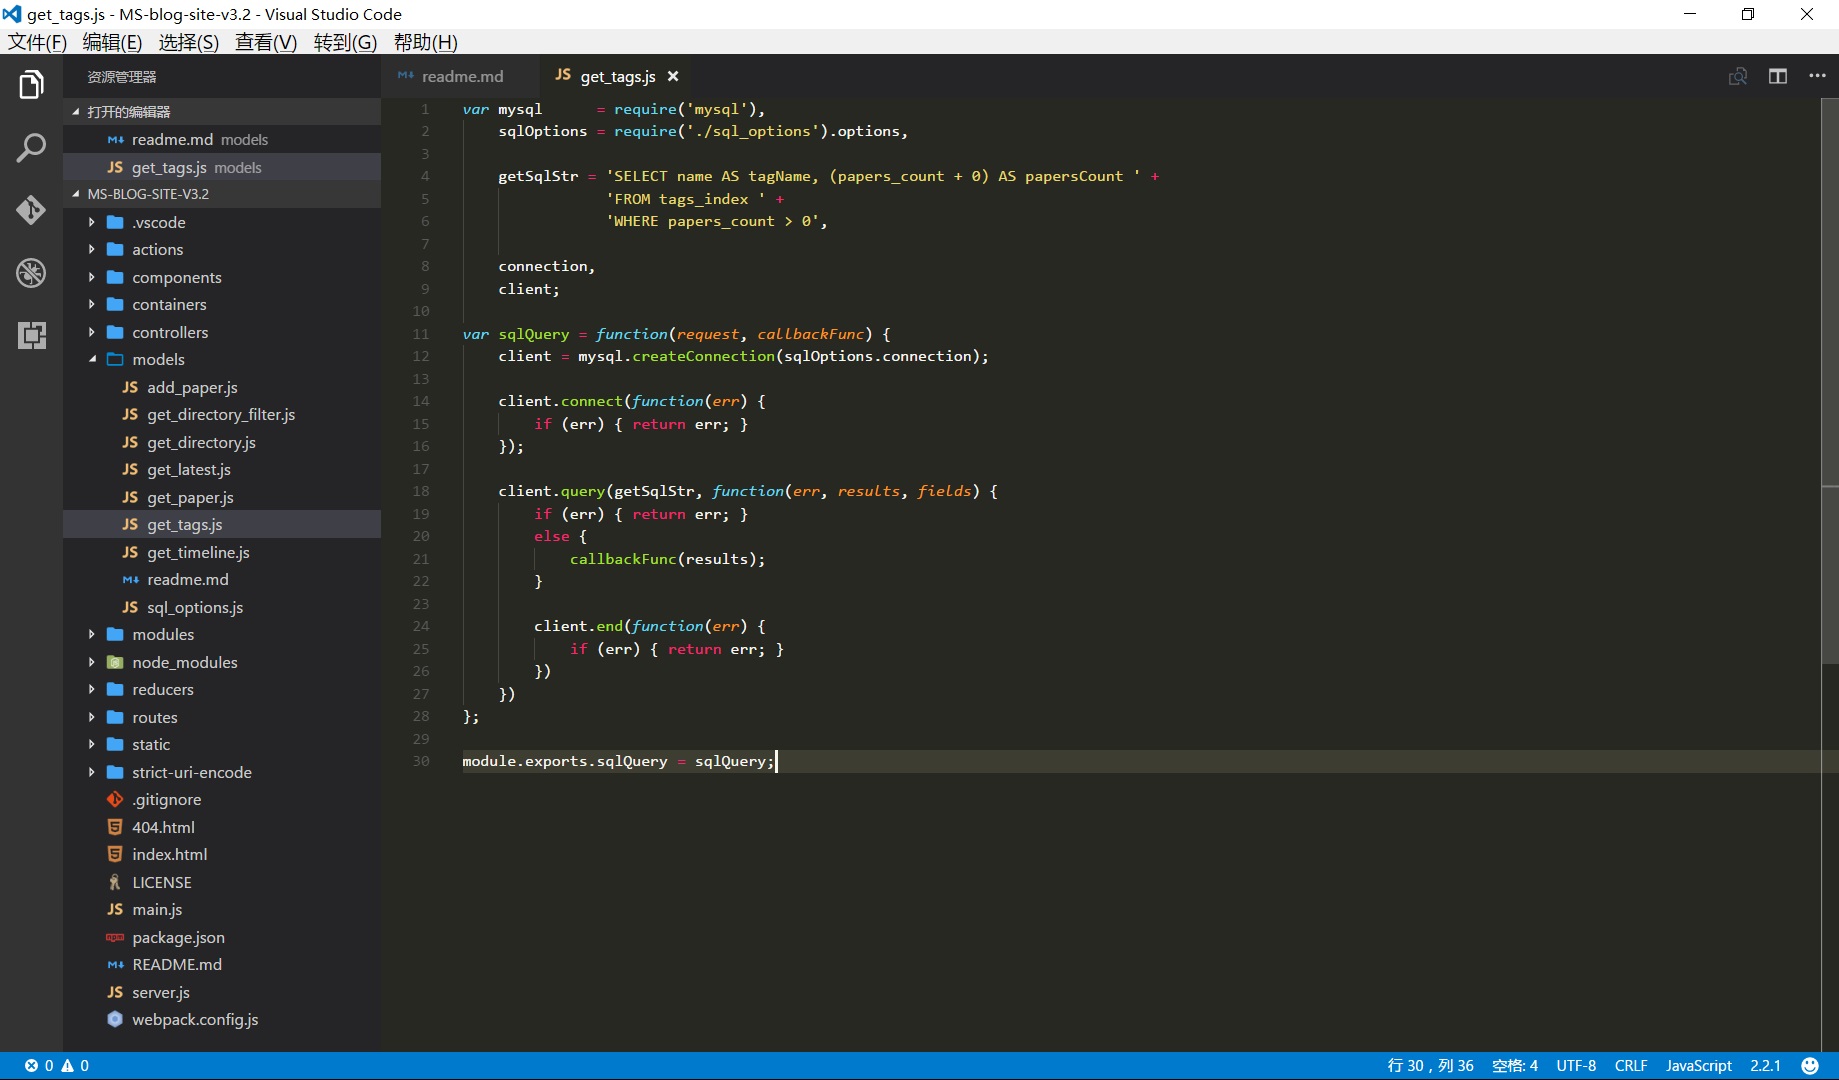 get_tags.js - MS-blog-site-v3.2 - Visual Studio Code
文件(F) 编辑(E) 选择(S) 查看(V) 转到(G) 帮助(H)
资源管理器
打开的编辑器
readme.md models
get_tags.js models
MS-BLOG-SITE-V3.2
.vscode
actions
components
containers
controllers
models
JS add_paper.js
JS get_directory_filter.js
JS get_directory.js
JS get_latest.js
JS get_paper.js
JS get_tags.js
JS get_timeline.js
readme.md
JS sql_options.js
modules
node_modules
reducers
routes
static
strict-uri-encode
.gitignore
404.html
index.html
LICENSE
JS main.js
package.json
README.md
JS server.js
webpack.config.js
readme.md JS get_tags.js
1 var mysql      = require('mysql'),
2     sqlOptions = require('./sql_options').options,
3
4     getSqlStr = 'SELECT name AS tagName, (papers_count + 0) AS papersCount ' +
5                 'FROM tags_index ' +
6                 'WHERE papers_count > 0',
7
8     connection,
9     client;
10
11 var sqlQuery = function(request, callbackFunc) {
12     client = mysql.createConnection(sqlOptions.connection);
13
14     client.connect(function(err) {
15         if (err) { return err; }
16     });
17
18     client.query(getSqlStr, function(err, results, fields) {
19         if (err) { return err; }
20         else {
21             callbackFunc(results);
22         }
23
24         client.end(function(err) {
25             if (err) { return err; }
26         })
27     })
28 };
29
30 module.exports.sqlQuery = sqlQuery;
0 0 行 30，列 36 空格: 4 UTF-8 CRLF JavaScript 2.2.1